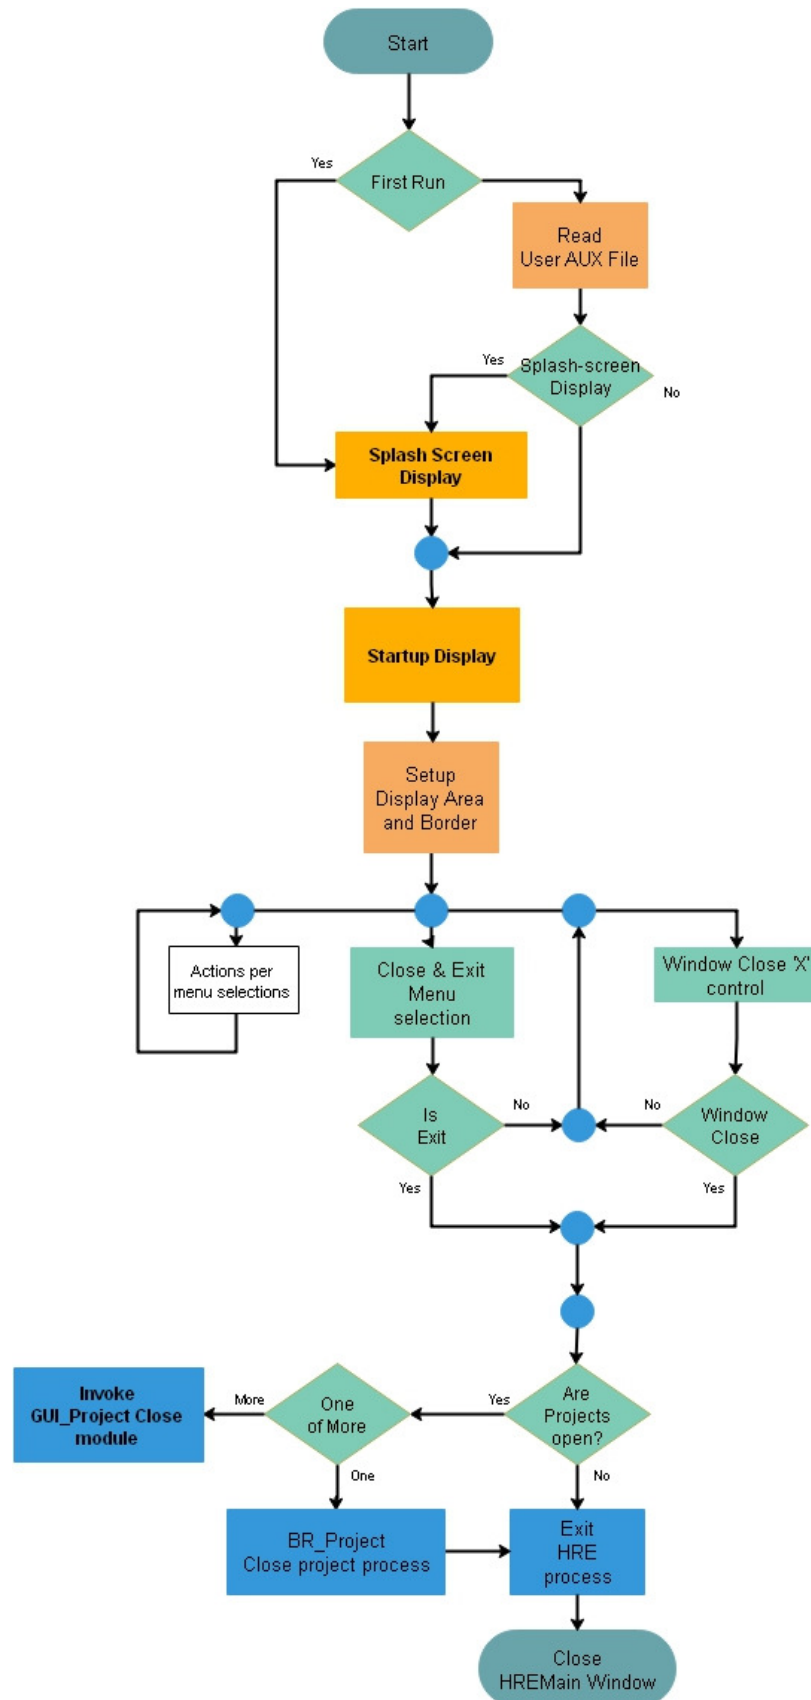 Start
Yes
First Run
Read
User AUX File
Yes
Splash-screen
Display
No
Splash Screen
Display
Startup Display
Setup
Display Area
and Border
Actions per
menu selections
Close & Exit
Menu
selection
Window Close 'X'
control
Is
Exit
No
No
Window
Close
Yes
Yes
Invoke
GUI_Project Close
module
More
One
of More
Yes
Are
Projects
open?
One
No
BR_Project
Close project process
Exit
HRE
process
Close
HREMain Window